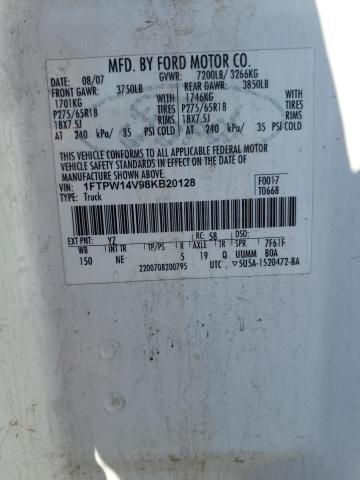 MFD. BY FORD MOTOR CO.
DATE: 08/07 GVWR: 7200LB/ 3266KG
FRONT GAWR: 3750LB REAR GAWR: 3850LB
1701KG 1746KG
P275/65R18 TIRES P275/65R18 TIRES
18X7.5J RIMS 18X7.5J RIMS
AT 240 kPa/ 35 PSI COLD AT 240 kPa/ 35 PSI COLD
THIS VEHICLE CONFORMS TO ALL APPLICABLE FEDERAL MOTOR
VEHICLE SAFETY STANDARDS IN EFFECT ON THE DATE OF
MANUFACTURE SHOWN ABOVE.
VIN: 1FTPW14V98KB20128 F0017
TYPE: Truck T0668
EXT PNT: YZ RC: 58 DSO:
WB INT TR TP/PS R AXLE TR SPR 7F61F
150 NE 5 19 Q UUMM BOA
2200708200795 UTC ▽5U5A-1520472-BA